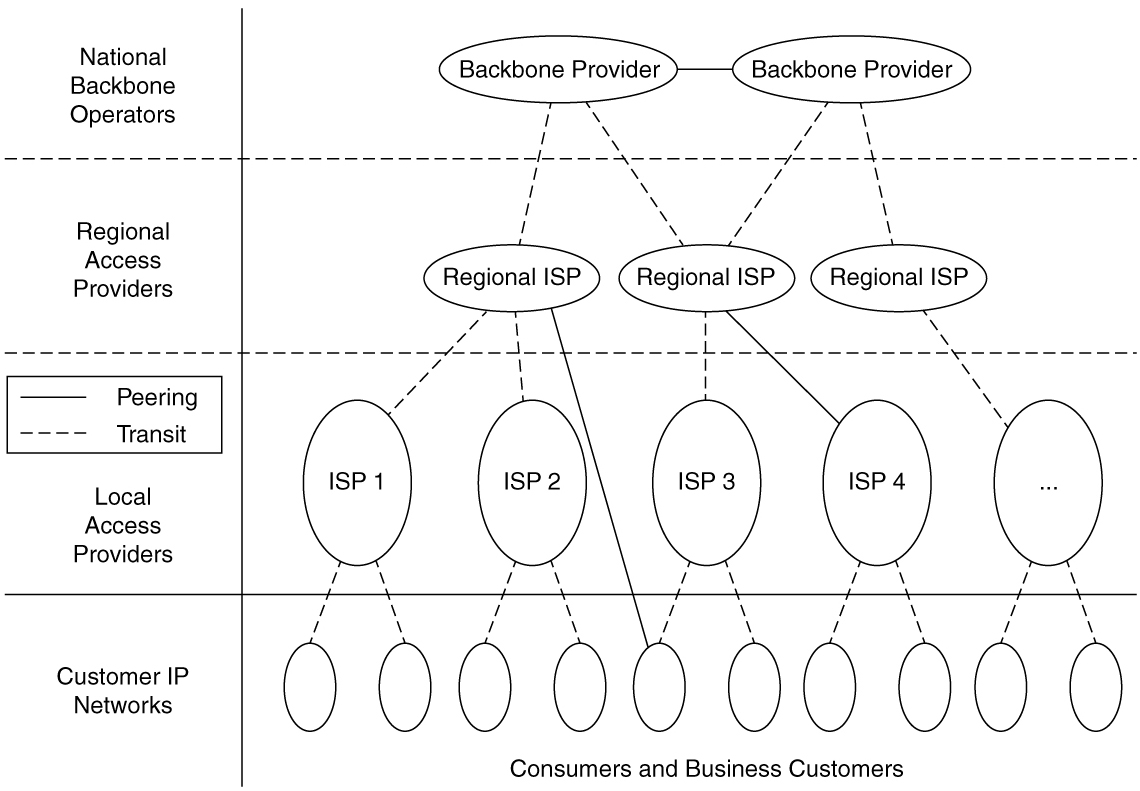 National
Backbone
Operators
Backbone Provider
Backbone Provider
Regional
Access
Providers
Regional ISP
Regional ISP
Regional ISP
Peering
Transit
Local
Access
Providers
ISP 1
ISP 2
ISP 3
ISP 4
...
Customer IP
Networks
Consumers and Business Customers